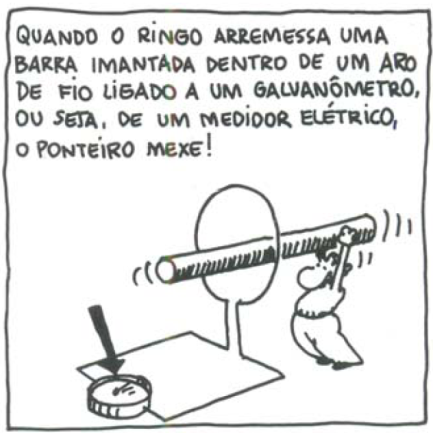 QUANDO O RINGO ARREMESSA UMA
BARRA IMANTADA DENTRO DE UM ARO
DE FIO LIGADO A UM GALVANÔMETRO,
OU SEJA, DE UM MEDIDOR ELÉTRICO,
O PONTEIRO MEXE!